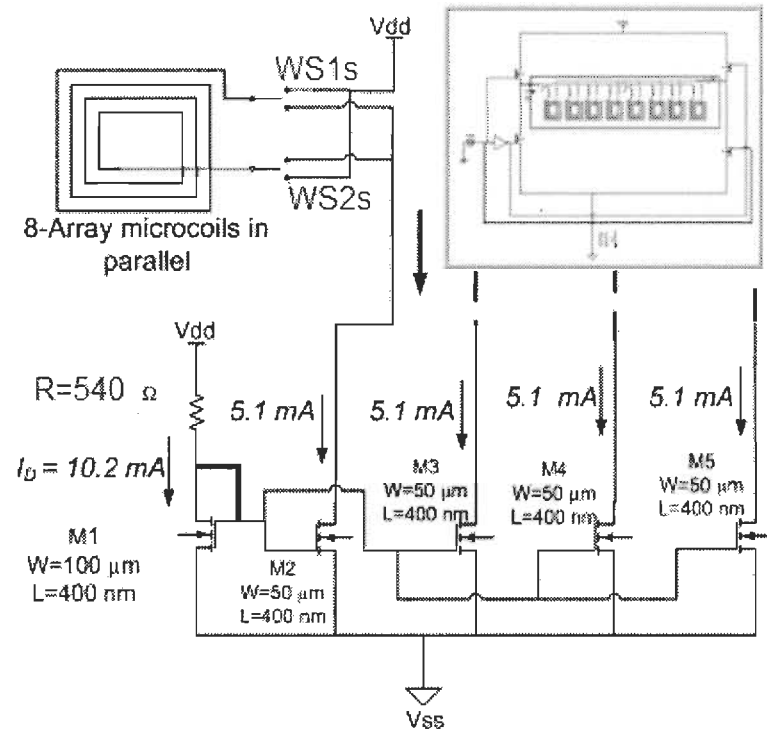 Vdd
WS1s
WS2s
8-Array microcoils in
parallel
Vdd
R=540 Ω
I_D = 10.2 mA
5.1 mA
5.1 mA
5.1 mA
5.1 mA
M1
W=100 µm
L=400 nm
M2
W=50 µm
L=400 nm
M3
W=50 µm
L=400 nm
M4
W=50 µm
L=400 nm
M5
W=50 µm
L=400 nm
Vss